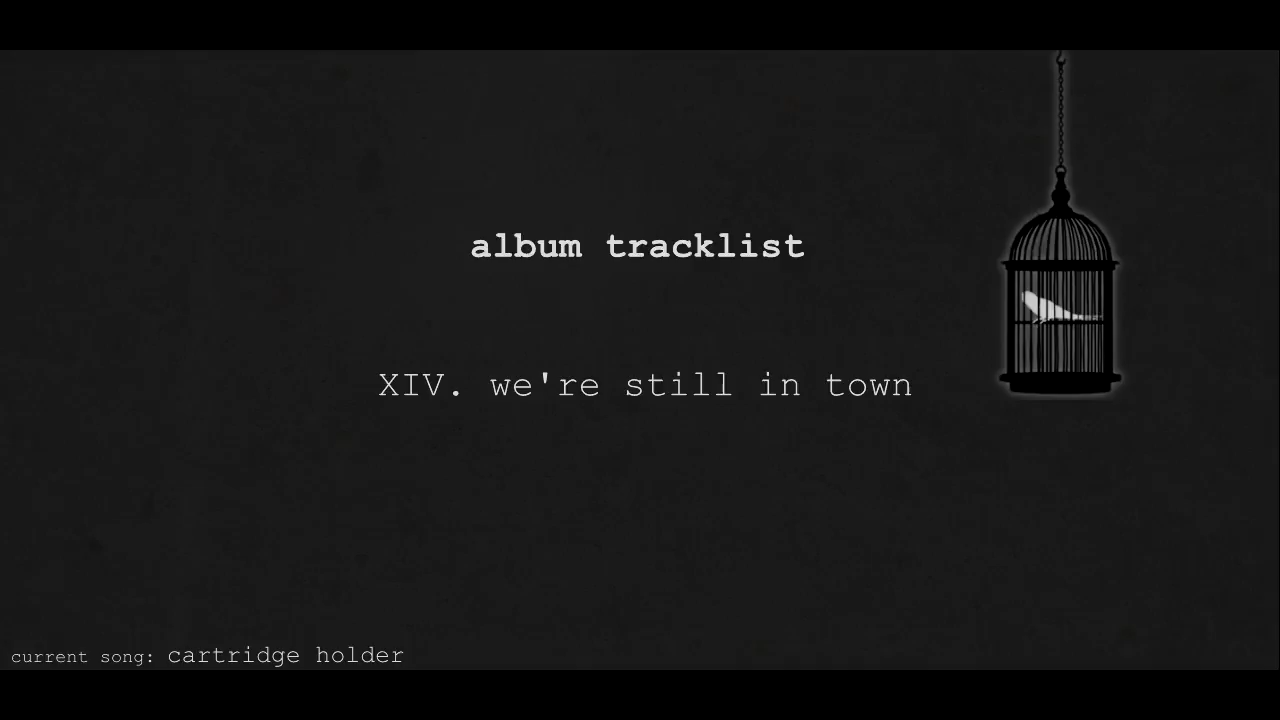 album tracklist
XIV. we're still in town
current song: cartridge holder